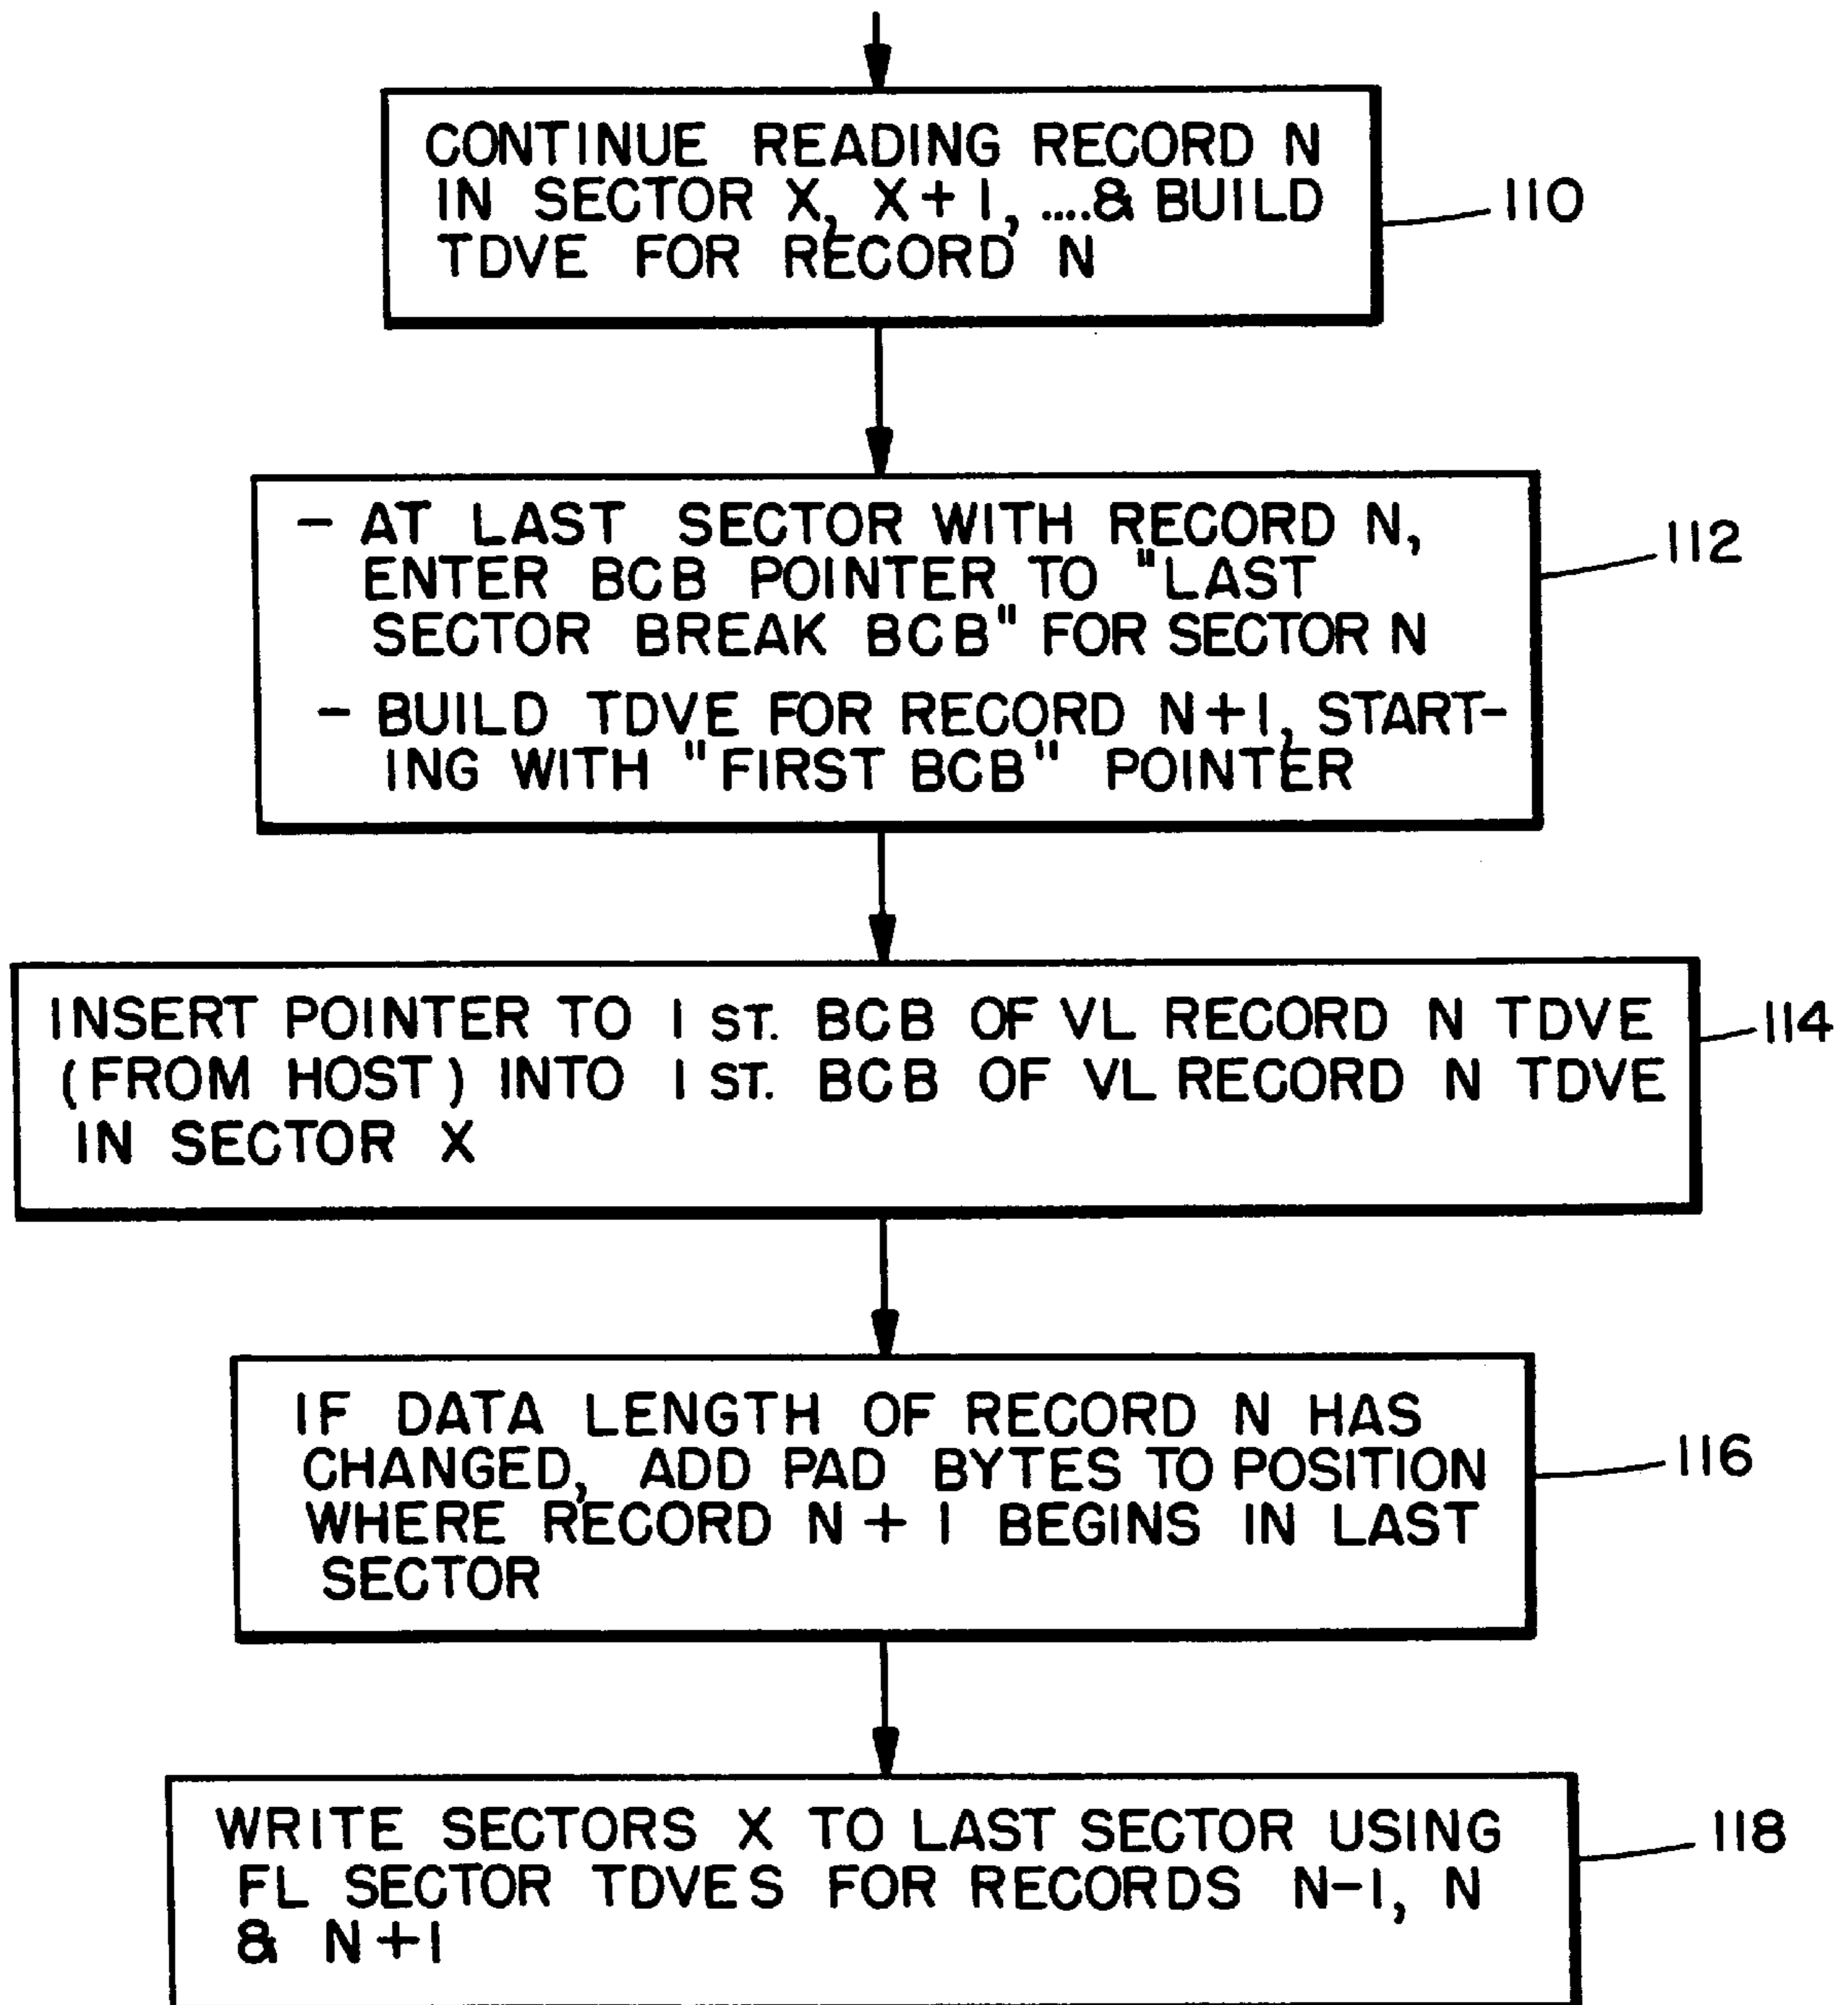 CONTINUE READING RECORD N
IN SECTOR X, X+1, ....& BUILD
TDVE FOR RECORD N
110
- AT LAST SECTOR WITH RECORD N,
ENTER BCB POINTER TO "LAST
SECTOR BREAK BCB" FOR SECTOR N
- BUILD TDVE FOR RECORD N+1, START-
ING WITH "FIRST BCB" POINTER
112
INSERT POINTER TO 1 ST. BCB OF VL RECORD N TDVE
(FROM HOST) INTO 1 ST. BCB OF VL RECORD N TDVE
IN SECTOR X
114
IF DATA LENGTH OF RECORD N HAS
CHANGED, ADD PAD BYTES TO POSITION
WHERE RECORD N + 1 BEGINS IN LAST
SECTOR
116
WRITE SECTORS X TO LAST SECTOR USING
FL SECTOR TDVES FOR RECORDS N-1, N
& N+1
118